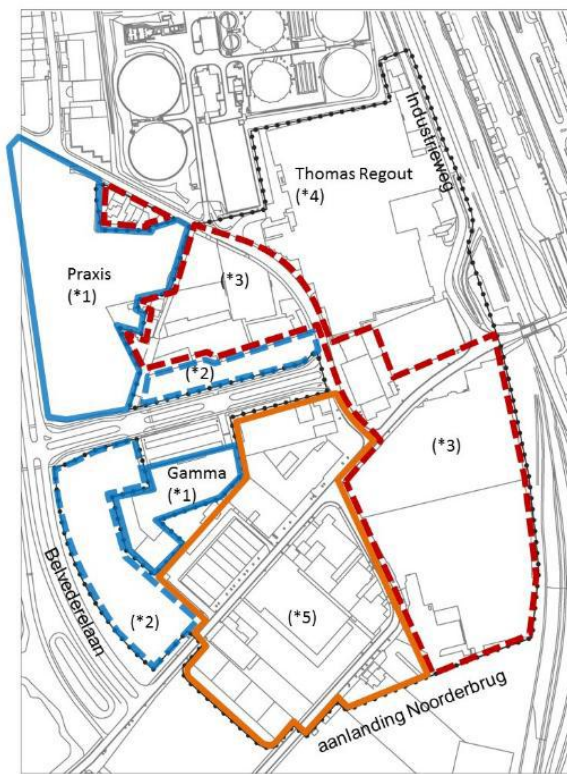 Industrieweg
Thomas Regout
(*4)
Praxis
(*1)
(*3)
(*2)
(*3)
Gamma
(*1)
Belvederelaan
(*2)
(*5)
aanlanding Noorderbrug